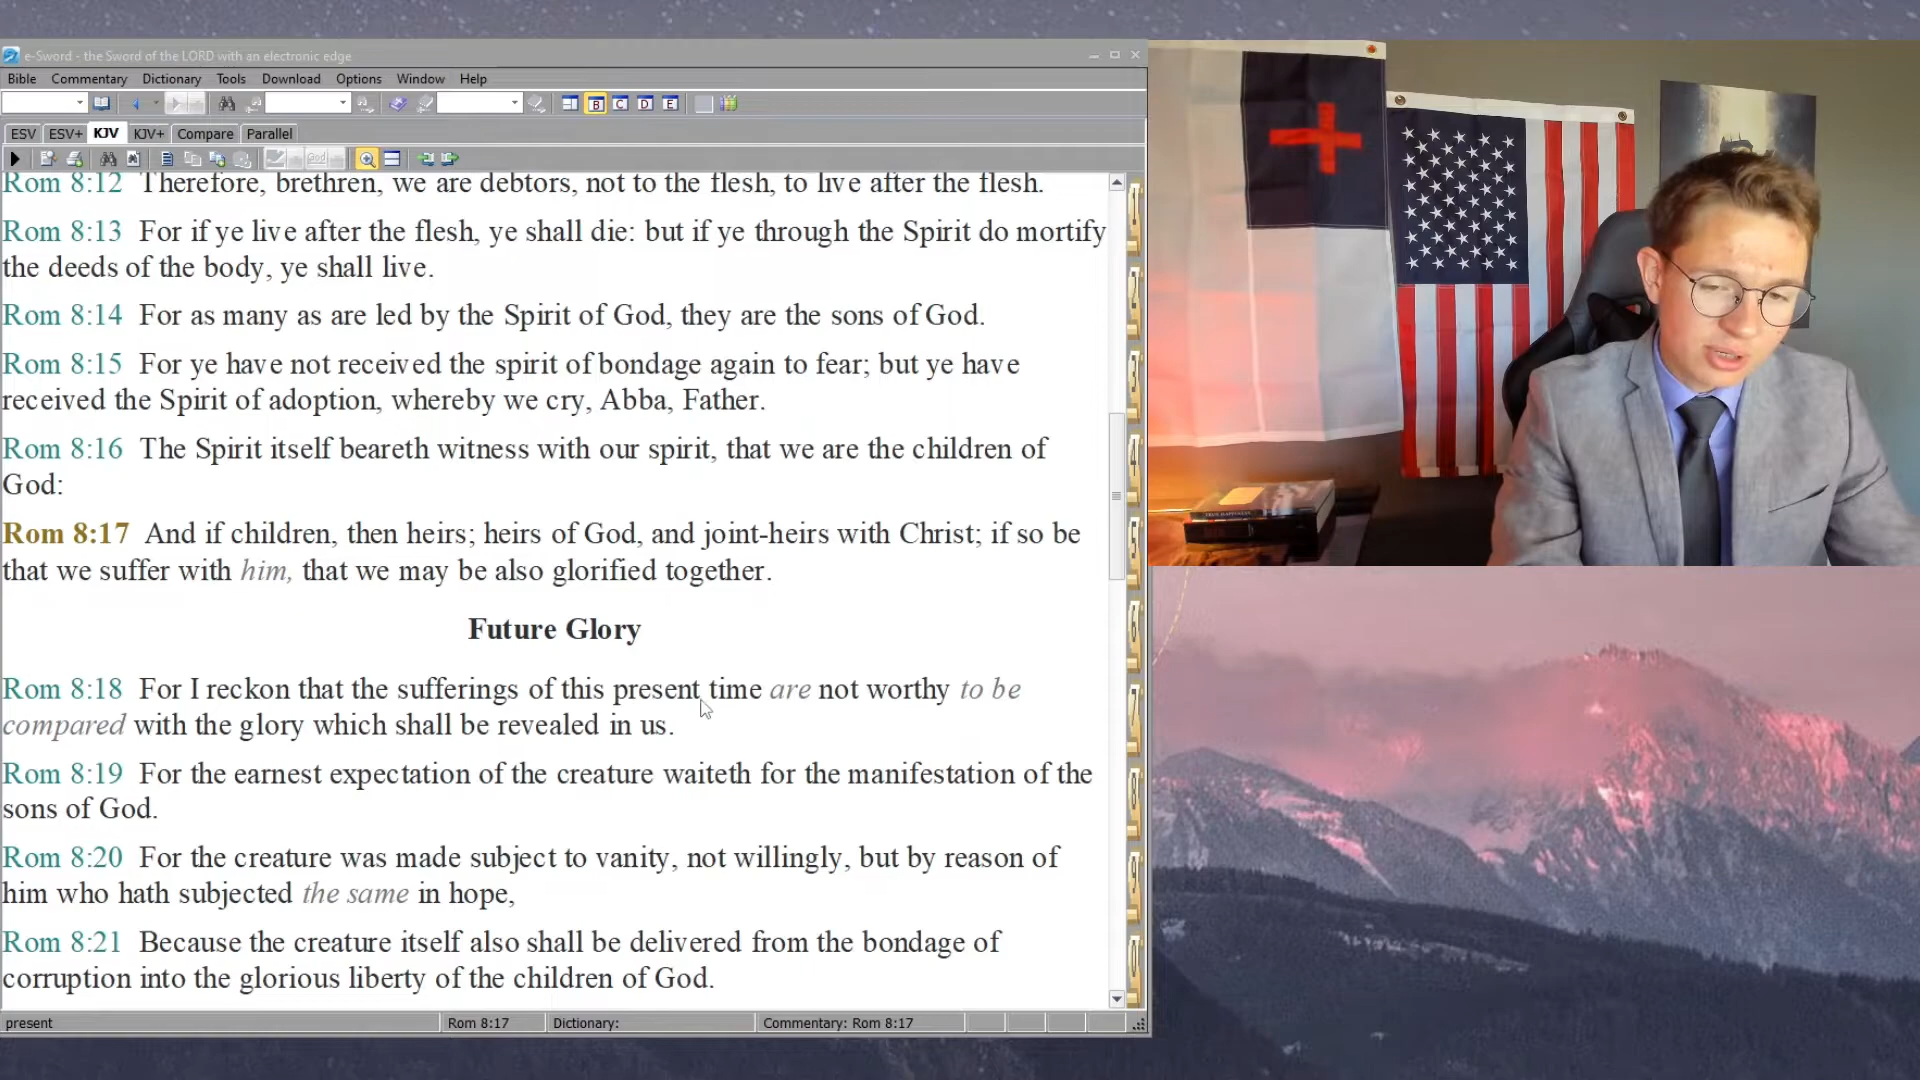 e-Sword - the Sword of the LORD with an electronic edge
Bible Commentary Dictionary Tools Download Options Window Help
B C D E
ESV ESV+ KJV KJV+ Compare Parallel
God
Rom 8:12 Therefore, brethren, we are debtors, not to the flesh, to live after the flesh.
Rom 8:13 For if ye live after the flesh, ye shall die: but if ye through the Spirit do mortify
the deeds of the body, ye shall live.
Rom 8:14 For as many as are led by the Spirit of God, they are the sons of God.
Rom 8:15 For ye have not received the spirit of bondage again to fear; but ye have
received the Spirit of adoption, whereby we cry, Abba, Father.
Rom 8:16 The Spirit itself beareth witness with our spirit, that we are the children of
God:
Rom 8:17 And if children, then heirs; heirs of God, and joint-heirs with Christ; if so be
that we suffer with him, that we may be also glorified together.
Future Glory
Rom 8:18 For I reckon that the sufferings of this present time are not worthy to be
compared with the glory which shall be revealed in us.
Rom 8:19 For the earnest expectation of the creature waiteth for the manifestation of the
sons of God.
Rom 8:20 For the creature was made subject to vanity, not willingly, but by reason of
him who hath subjected the same in hope,
Rom 8:21 Because the creature itself also shall be delivered from the bondage of
corruption into the glorious liberty of the children of God.
1
2
3
4
5
6
7
8
9
0
present Rom 8:17 Dictionary: Commentary: Rom 8:17